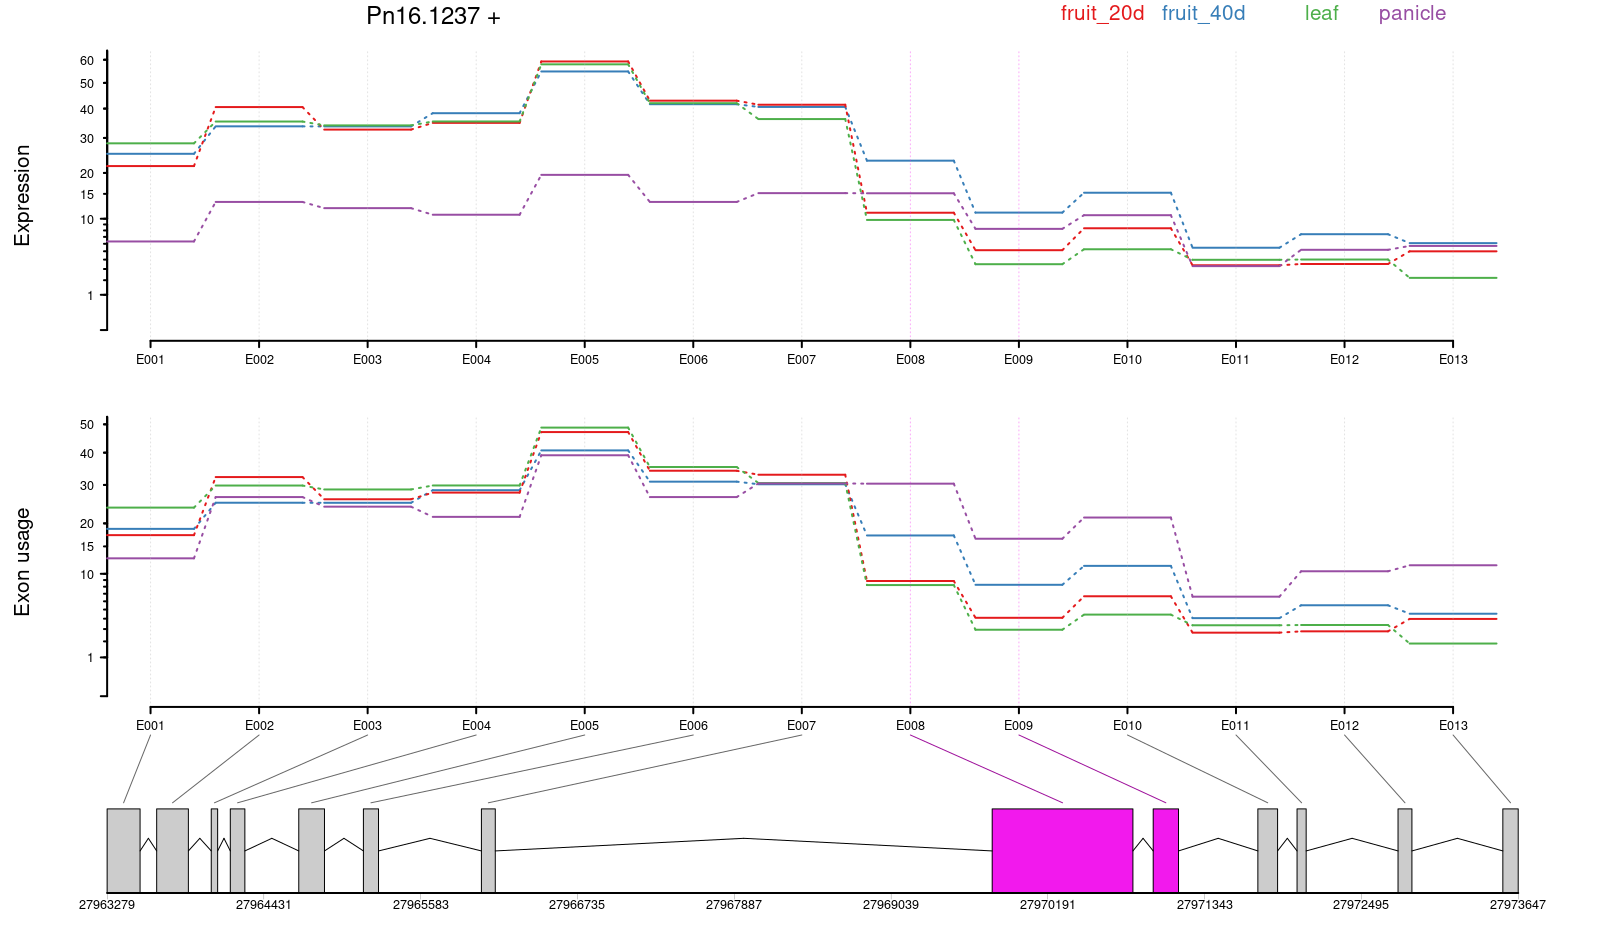 Pn16.1237 +
fruit_20d fruit_40d leaf panicle
Expression
60
50
40
30
20
15
10
1
E001 E002 E003 E004 E005 E006 E007 E008 E009 E010 E011 E012 E013
Exon usage
50
40
30
20
15
10
1
E001 E002 E003 E004 E005 E006 E007 E008 E009 E010 E011 E012 E013
27963279 27964431 27965583 27966735 27967887 27969039 27970191 27971343 27972495 27973647